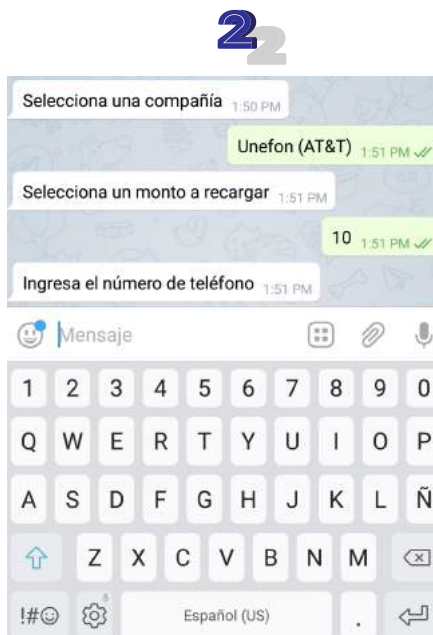 2
2
Selecciona una compañía 1:50 PM
Unefon (AT&T) 1:51 PM
Selecciona un monto a recargar 1:51 PM
10 1:51 PM
Ingresa el número de teléfono 1:51 PM
Mensaje
1 2 3 4 5 6 7 8 9 0
Q W E R T Y U I O P
A S D F G H J K L Ñ
Z X C V B N M
!#☺ Español (US) .